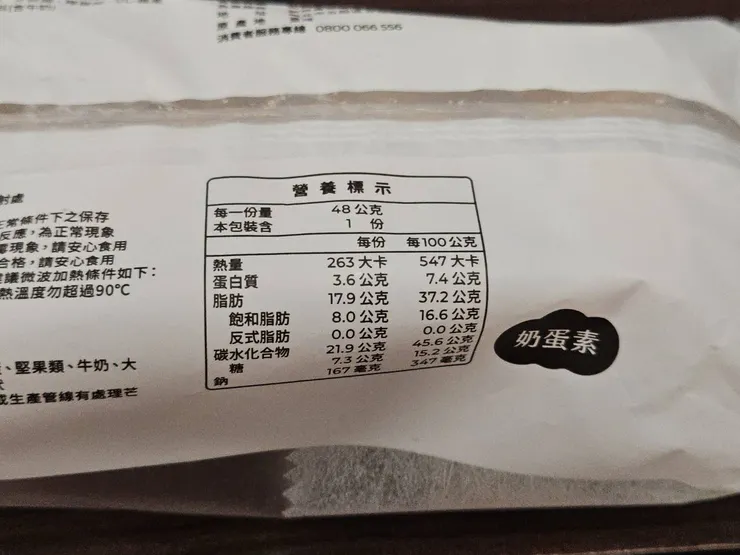 原產地
消費者服務專線 0800 066 556
射處
正常條件下之保存
反應，為正常現象
現象，請安心食用
合格，請安心食用
建議微波加熱條件如下：
熱溫度勿超過90℃
、堅果類、牛奶、大
或生產管線有處理芒
營養標示
每一份量 48公克
本包裝含 1 份
每份 每100公克
熱量 263 大卡 547 大卡
蛋白質 3.6 公克 7.4 公克
脂肪 17.9 公克 37.2 公克
飽和脂肪 8.0 公克 16.6 公克
反式脂肪 0.0 公克 0.0 公克
碳水化合物 21.9 公克 45.6 公克
糖 7.3 公克 15.2 公克
鈉 167 毫克 347 毫克
奶蛋素